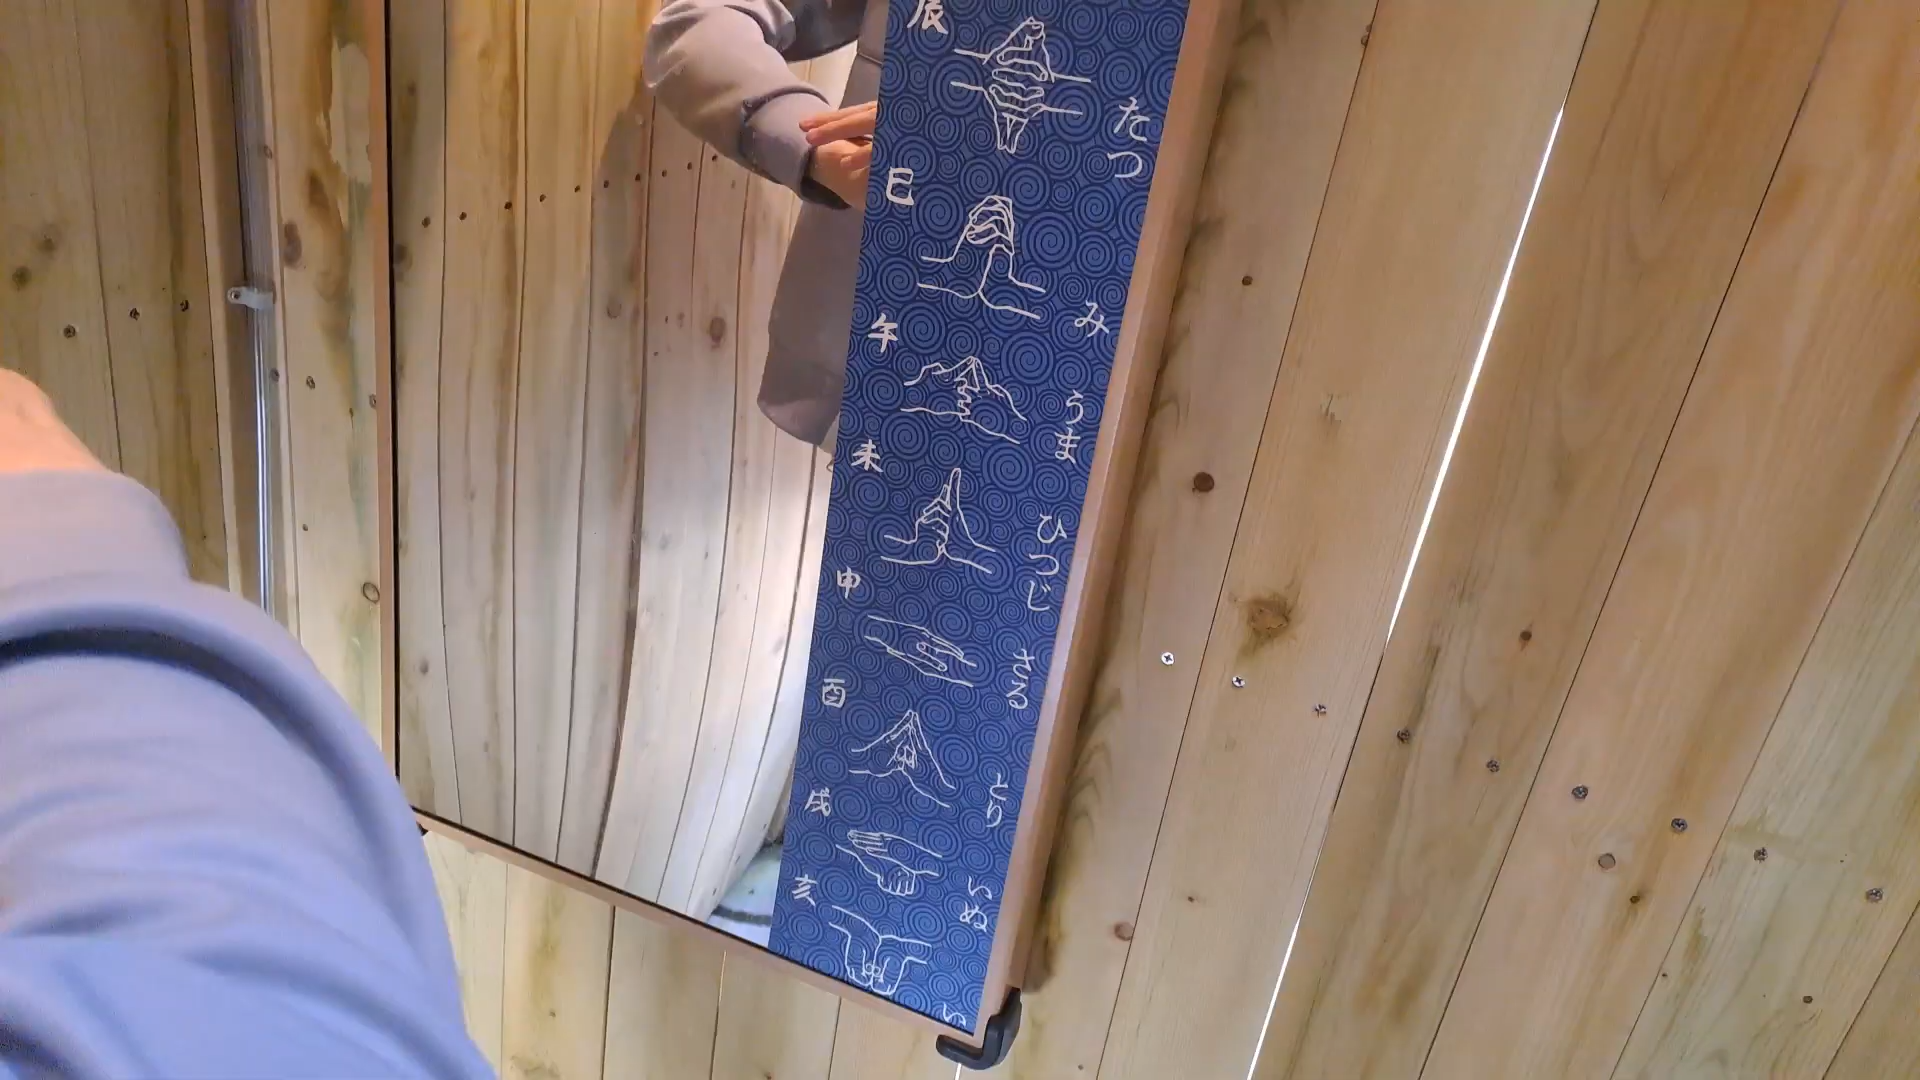 辰
たつ
巳
み
午
うま
未
ひつじ
申
さる
酉
とり
戌
いぬ
亥
い